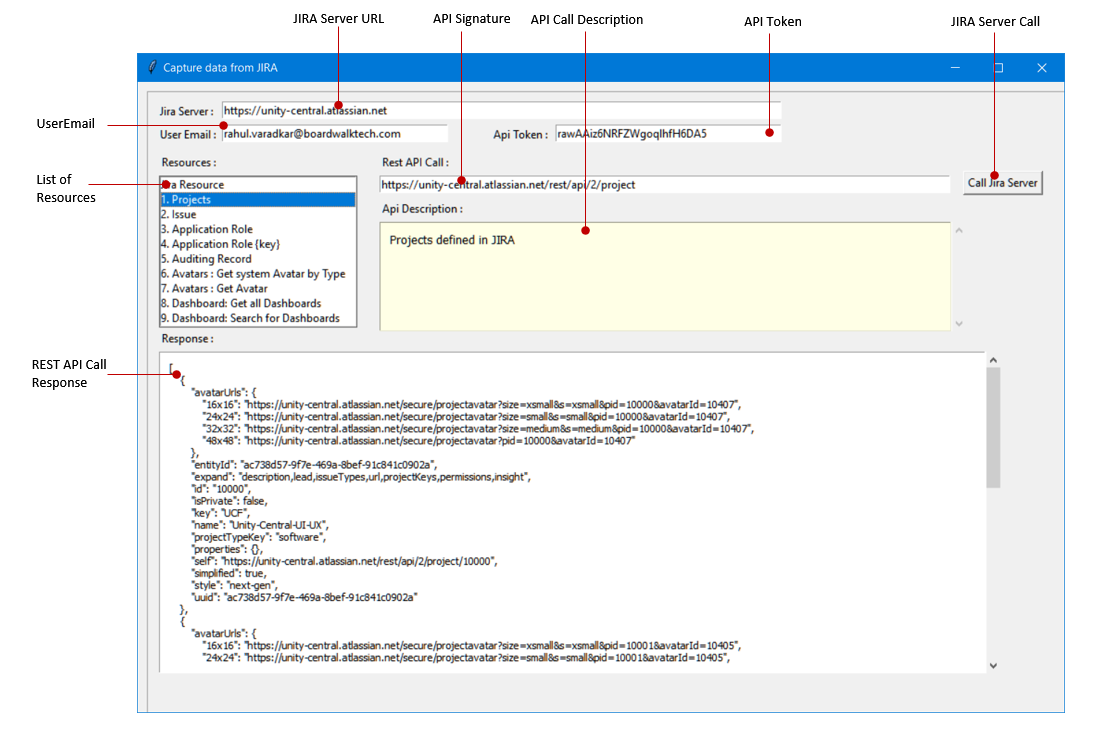 JIRA Server URL
API Signature
API Call Description
API Token
JIRA Server Call
Capture data from JIRA
UserEmail
Jira Server : https://unity-central.atlassian.net
User Email : rahul.varadkar@boardwalktech.com
Api Token : rawAAiz6NRFZWgoqIhfH6DA5
List of
Resources
Resources :
Jira Resource
1. Projects
2. Issue
3. Application Role
4. Application Role {key}
5. Auditing Record
6. Avatars : Get system Avatar by Type
7. Avatars : Get Avatar
8. Dashboard: Get all Dashboards
9. Dashboard: Search for Dashboards
Rest API Call :
https://unity-central.atlassian.net/rest/api/2/project
Call Jira Server
Api Description :
Projects defined in JIRA
Response :
REST API Call
Response
[
{
"avatarUrls": {
"16x16": "https://unity-central.atlassian.net/secure/projectavatar?size=xsmall&s=xsmall&pid=10000&avatarId=10407",
"24x24": "https://unity-central.atlassian.net/secure/projectavatar?size=small&s=small&pid=10000&avatarId=10407",
"32x32": "https://unity-central.atlassian.net/secure/projectavatar?size=medium&s=medium&pid=10000&avatarId=10407",
"48x48": "https://unity-central.atlassian.net/secure/projectavatar?pid=10000&avatarId=10407"
},
"entityId": "ac738d57-9f7e-469a-8bef-91c841c0902a",
"expand": "description,lead,issueTypes,url,projectKeys,permissions,insight",
"id": "10000",
"isPrivate": false,
"key": "UCF",
"name": "Unity-Central-UI-UX",
"projectTypeKey": "software",
"properties": {},
"self": "https://unity-central.atlassian.net/rest/api/2/project/10000",
"simplified": true,
"style": "next-gen",
"uuid": "ac738d57-9f7e-469a-8bef-91c841c0902a"
},
{
"avatarUrls": {
"16x16": "https://unity-central.atlassian.net/secure/projectavatar?size=xsmall&s=xsmall&pid=10001&avatarId=10405",
"24x24": "https://unity-central.atlassian.net/secure/projectavatar?size=small&s=small&pid=10001&avatarId=10405",